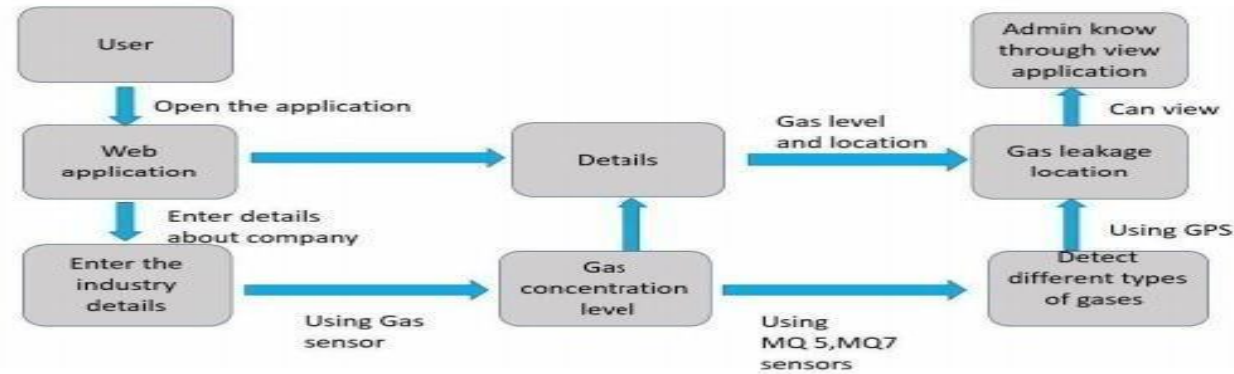 User
Admin know
through view
application
Open the application
Can view
Web
application
Details
Gas level
and location
Gas leakage
location
Enter details
about company
Using GPS
Enter the
industry
details
Gas
concentration
level
Detect
different types
of gases
Using Gas
sensor
Using
MQ 5,MQ7
sensors